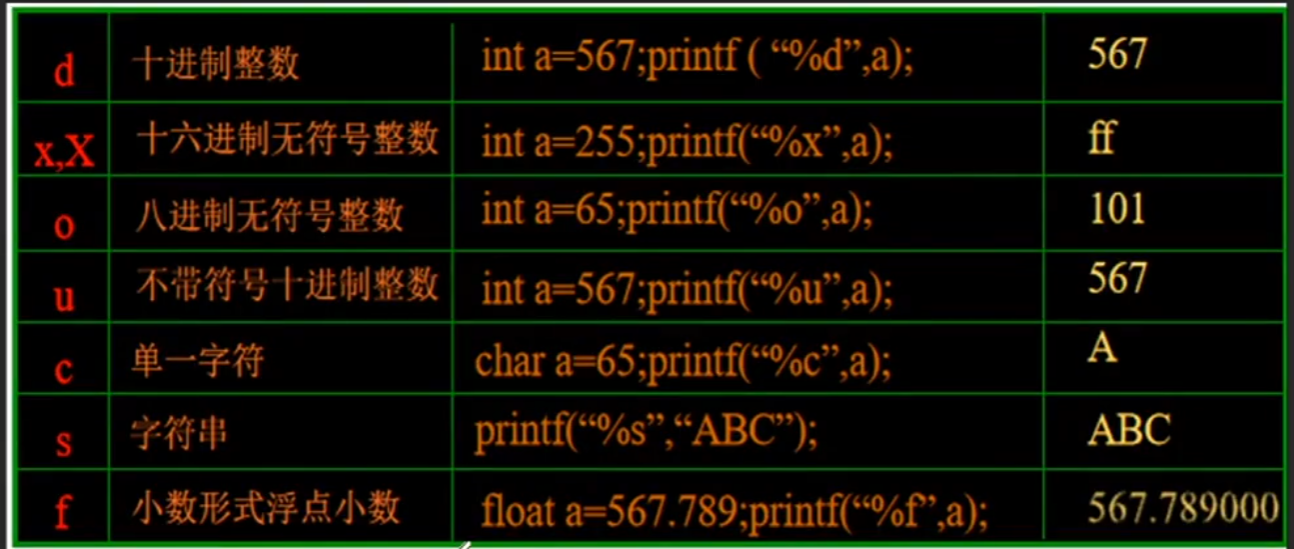 d 十进制整数 int a=567;printf ( “%d”,a); 567
x,X 十六进制无符号整数 int a=255;printf(“%x”,a); ff
o 八进制无符号整数 int a=65;printf(“%o”,a); 101
u 不带符号十进制整数 int a=567;printf(“%u”,a); 567
c 单一字符 char a=65;printf(“%c”,a); A
s 字符串 printf(“%s”,“ABC”); ABC
f 小数形式浮点小数 float a=567.789;printf(“%f”,a); 567.789000